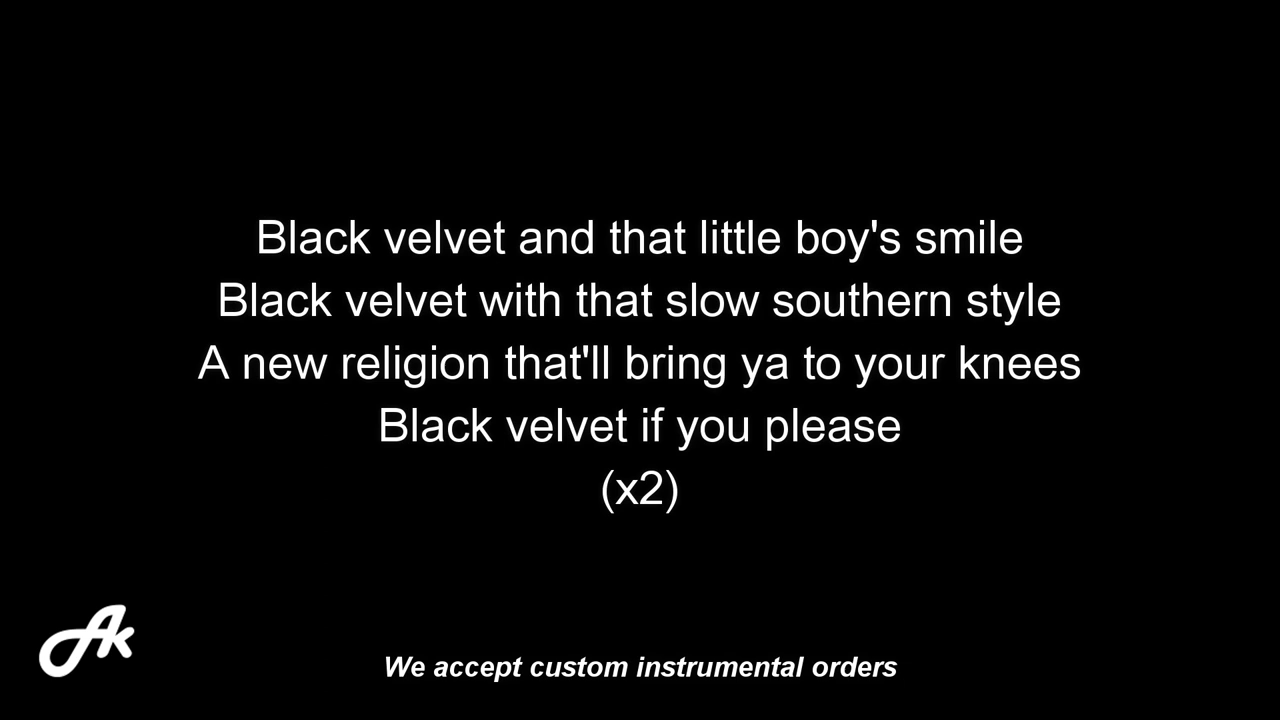 Black velvet and that little boy's smile
Black velvet with that slow southern style
A new religion that'll bring ya to your knees
Black velvet if you please
(x2)
Ak
We accept custom instrumental orders